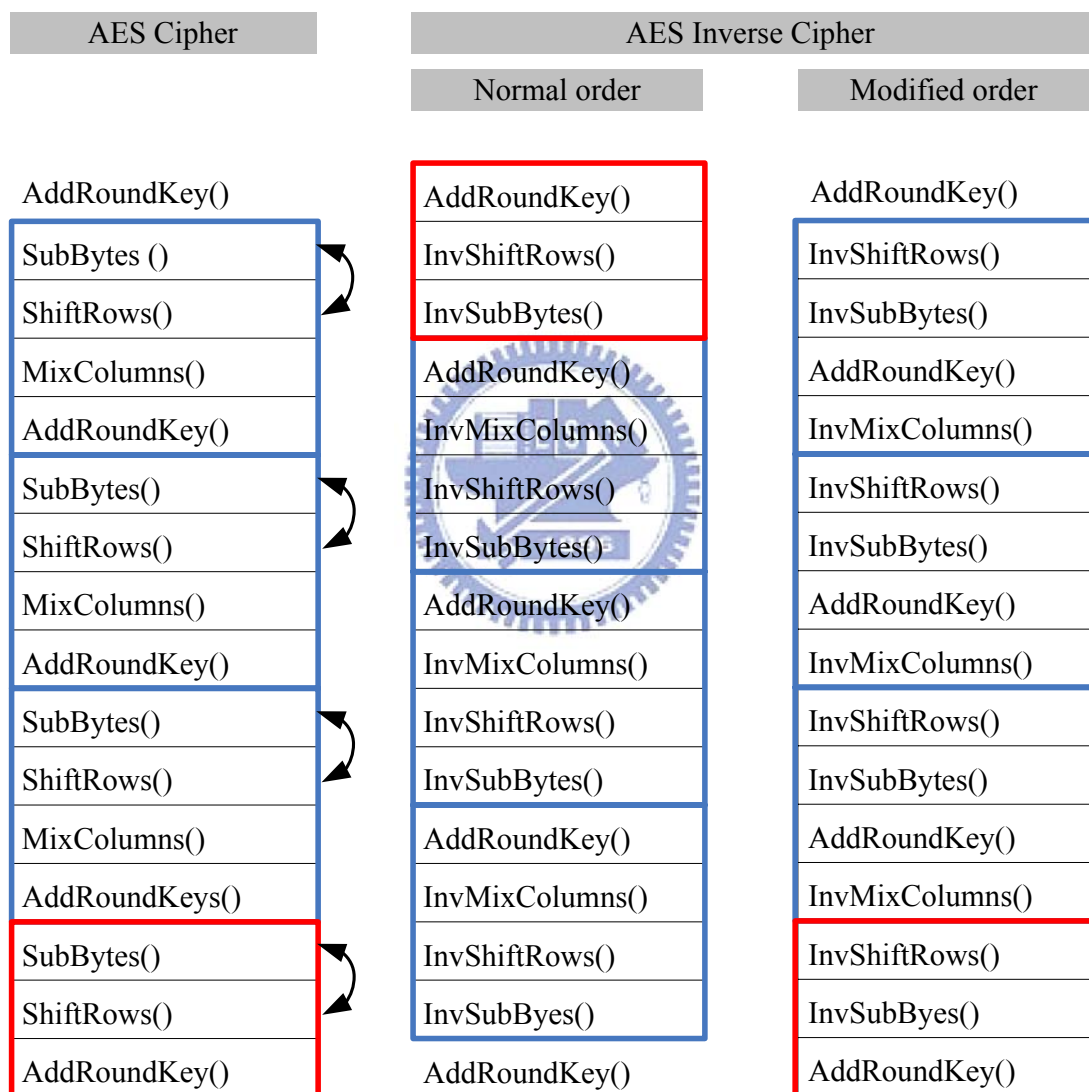 AES Cipher
AES Inverse Cipher
Normal order
Modified order
AddRoundKey()
SubBytes ()
ShiftRows()
MixColumns()
AddRoundKey()
SubBytes()
ShiftRows()
MixColumns()
AddRoundKey()
SubBytes()
ShiftRows()
MixColumns()
AddRoundKeys()
SubBytes()
ShiftRows()
AddRoundKey()
AddRoundKey()
InvShiftRows()
InvSubBytes()
AddRoundKey()
InvMixColumns()
InvShiftRows()
InvSubBytes()
AddRoundKey()
InvMixColumns()
InvShiftRows()
InvSubBytes()
AddRoundKey()
InvMixColumns()
InvShiftRows()
InvSubByes()
AddRoundKey()
AddRoundKey()
InvShiftRows()
InvSubBytes()
AddRoundKey()
InvMixColumns()
InvShiftRows()
InvSubBytes()
AddRoundKey()
InvMixColumns()
InvShiftRows()
InvSubBytes()
AddRoundKey()
InvMixColumns()
InvShiftRows()
InvSubByes()
AddRoundKey()